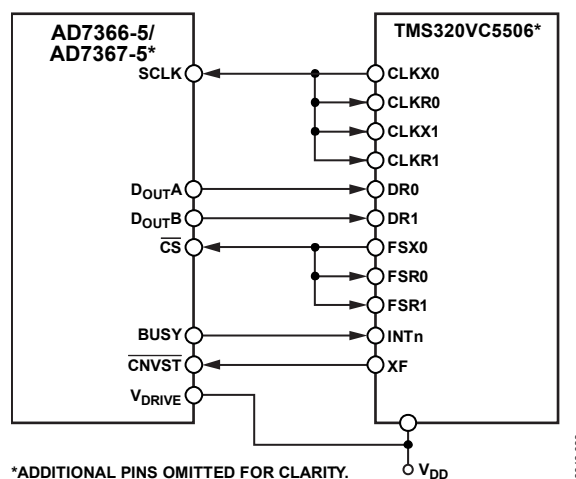 AD7366-5/
AD7367-5*
TMS320VC5506*
SCLK
CLKX0
CLKR0
CLKX1
CLKR1
DOUTA
DR0
DOUTB
DR1
CS
FSX0
FSR0
FSR1
BUSY
INTn
CNVST
XF
VDRIVE
*ADDITIONAL PINS OMITTED FOR CLARITY.
VDD